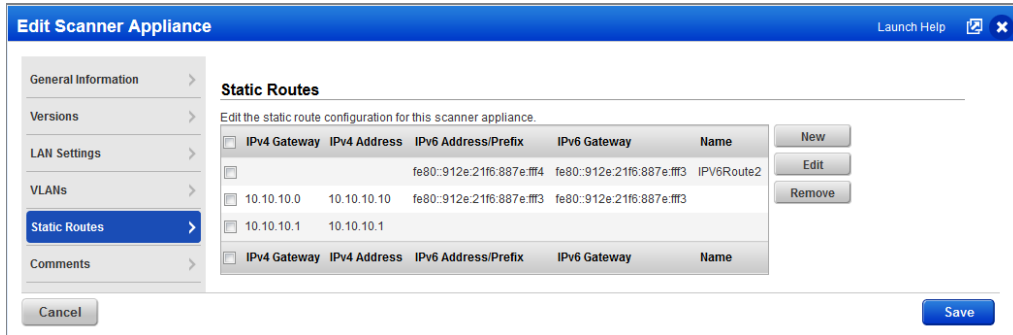 Edit Scanner Appliance
Launch Help
General Information
Versions
LAN Settings
VLANs
Static Routes
Comments
Static Routes
Edit the static route configuration for this scanner appliance.
IPv4 Gateway IPv4 Address IPv6 Address/Prefix IPv6 Gateway Name
fe80::912e:21f6:887e:fff4 fe80::912e:21f6:887e:fff3 IPV6Route2
10.10.10.0 10.10.10.10 fe80::912e:21f6:887e:fff3 fe80::912e:21f6:887e:fff3
10.10.10.1 10.10.10.1
IPv4 Gateway IPv4 Address IPv6 Address/Prefix IPv6 Gateway Name
New
Edit
Remove
Cancel
Save